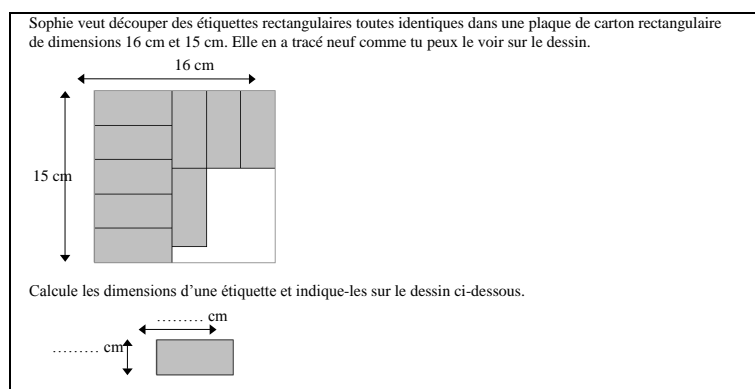 Sophie veut découper des étiquettes rectangulaires toutes identiques dans une plaque de carton rectangulaire
de dimensions 16 cm et 15 cm. Elle en a tracé neuf comme tu peux le voir sur le dessin.
16 cm
15 cm
Calcule les dimensions d’une étiquette et indique-les sur le dessin ci-dessous.
……… cm
……… cm